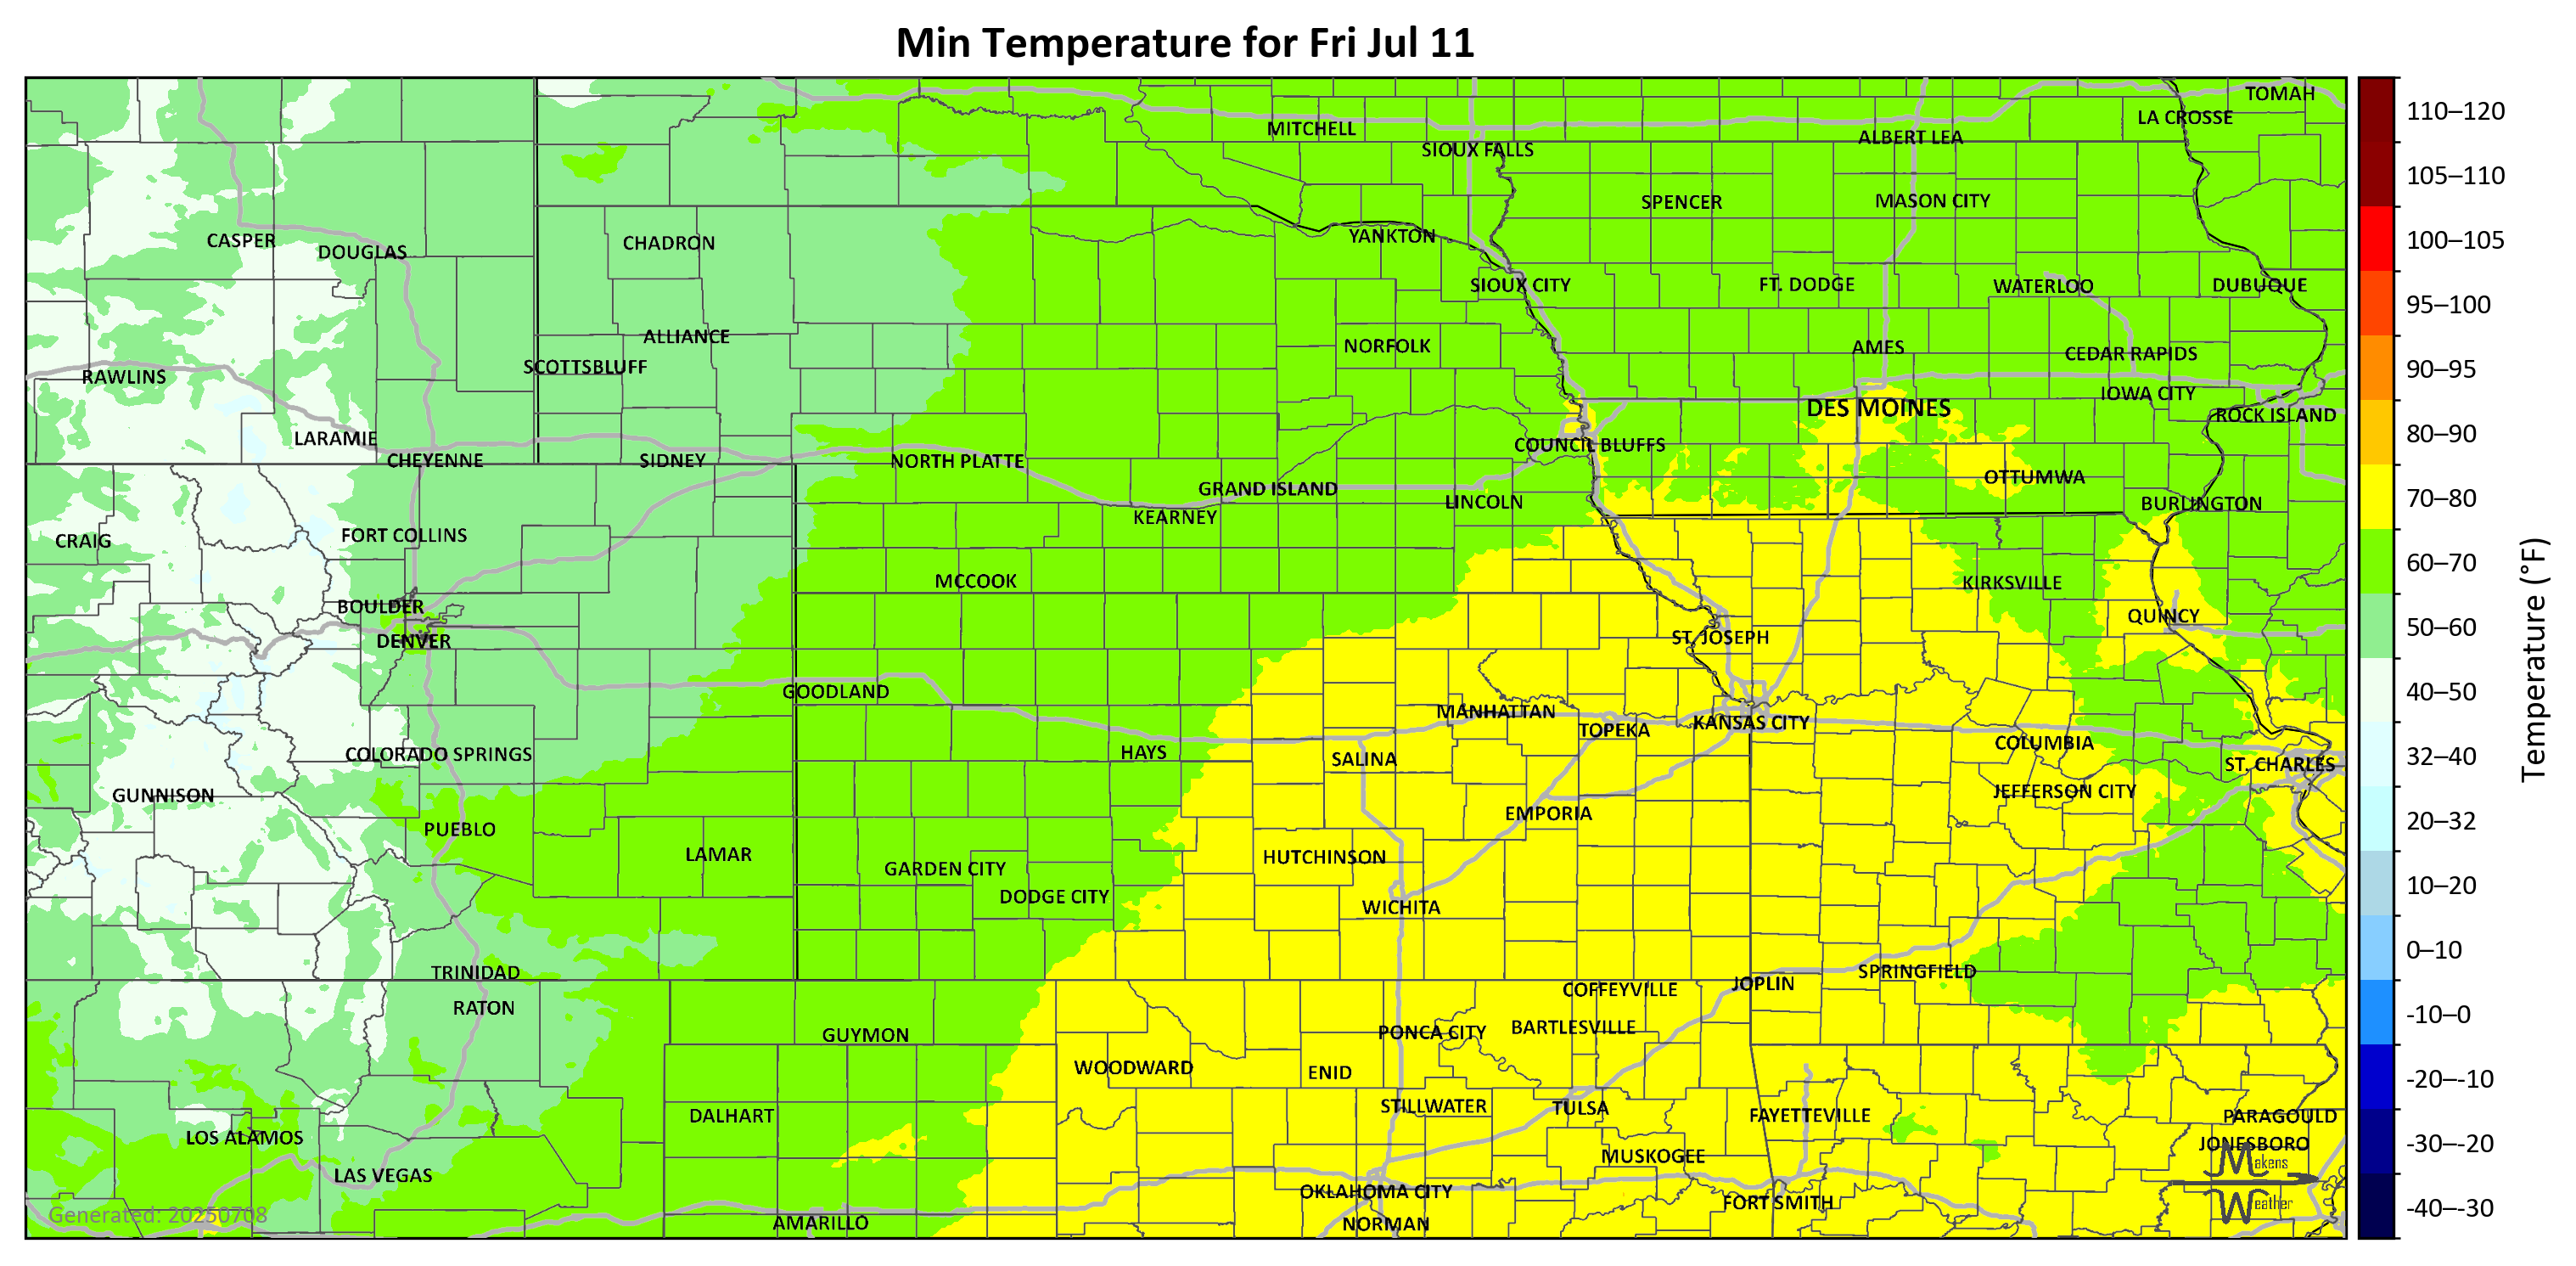 Min Temperature for Fri Jul 11
TOMAH
LA CROSSE
MITCHELL
ALBERT LEA
SIOUX FALLS
SPENCER
MASON CITY
CASPER
DOUGLAS
CHADRON
YANKTON
SIOUX CITY
FT. DODGE
WATERLOO
DUBUQUE
ALLIANCE
NORFOLK
AMES
CEDAR RAPIDS
SCOTTSBLUFF
RAWLINS
IOWA CITY
DES MOINES
ROCK ISLAND
LARAMIE
COUNCIL BLUFFS
CHEYENNE
SIDNEY
NORTH PLATTE
OTTUMWA
GRAND ISLAND
LINCOLN
BURLINGTON
KEARNEY
FORT COLLINS
CRAIG
MCCOOK
KIRKSVILLE
BOULDER
QUINCY
DENVER
ST. JOSEPH
GOODLAND
MANHATTAN
KANSAS CITY
TOPEKA
COLUMBIA
COLORADO SPRINGS
HAYS
SALINA
ST. CHARLES
GUNNISON
JEFFERSON CITY
EMPORIA
PUEBLO
LAMAR
HUTCHINSON
GARDEN CITY
DODGE CITY
WICHITA
TRINIDAD
SPRINGFIELD
JOPLIN
COFFEYVILLE
RATON
BARTLESVILLE
PONCA CITY
GUYMON
WOODWARD
ENID
STILLWATER
TULSA
DALHART
FAYETTEVILLE
PARAGOULD
LOS ALAMOS
JONESBORO
MUSKOGEE
LAS VEGAS
OKLAHOMA CITY
FORT SMITH
AMARILLO
NORMAN
Generated: 20250708
Makens
Weather
110–120
105–110
100–105
95–100
90–95
80–90
70–80
60–70
50–60
40–50
32–40
20–32
10–20
0–10
-10–0
-20–-10
-30–-20
-40–-30
Temperature (°F)